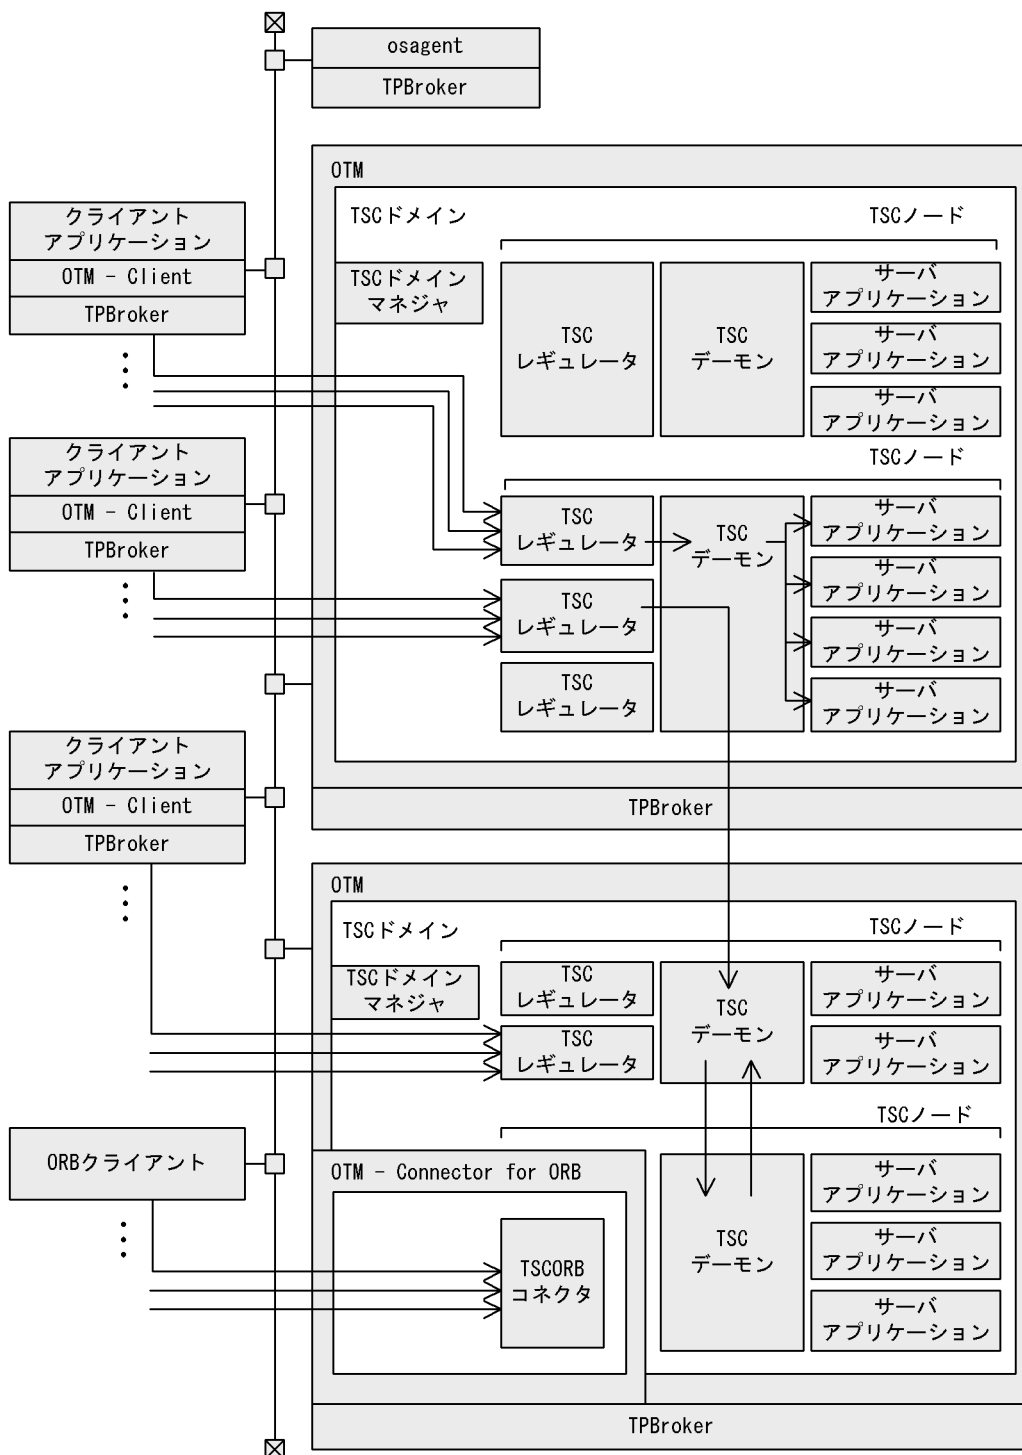 osagent
TPBroker
OTM
TSCドメイン
TSCノード
クライアント
アプリケーション
OTM - Client
TPBroker
TSCドメイン
マネジャ
TSC
レギュレータ
TSC
デーモン
サーバ
アプリケーション
サーバ
アプリケーション
サーバ
アプリケーション
TSCノード
クライアント
アプリケーション
OTM - Client
TPBroker
TSC
レギュレータ
TSC
レギュレータ
TSC
レギュレータ
TSC
デーモン
サーバ
アプリケーション
サーバ
アプリケーション
サーバ
アプリケーション
サーバ
アプリケーション
TPBroker
クライアント
アプリケーション
OTM - Client
TPBroker
OTM
TSCドメイン
TSCノード
TSCドメイン
マネジャ
TSC
レギュレータ
TSC
レギュレータ
TSC
デーモン
サーバ
アプリケーション
サーバ
アプリケーション
TSCノード
ORBクライアント
OTM - Connector for ORB
TSCORB
コネクタ
TSC
デーモン
サーバ
アプリケーション
サーバ
アプリケーション
サーバ
アプリケーション
TPBroker